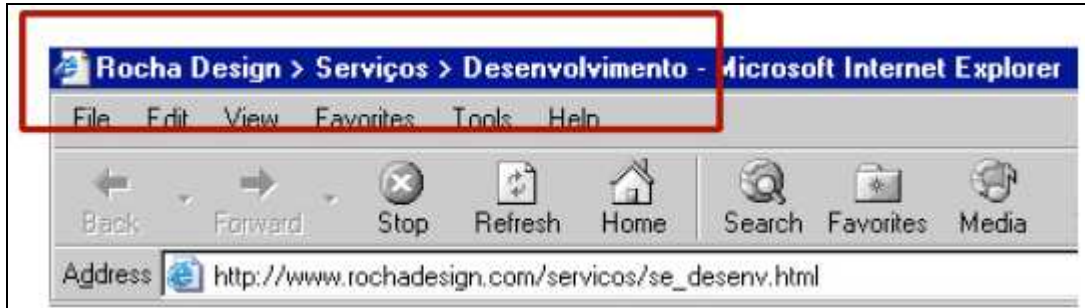 Rocha Design > Serviços > Desenvolvimento - Microsoft Internet Explorer
File Edit View Favorites Tools Help
Back Forward Stop Refresh Home Search Favorites Media
Address http://www.rochadesign.com/servicos/se_desenv.html